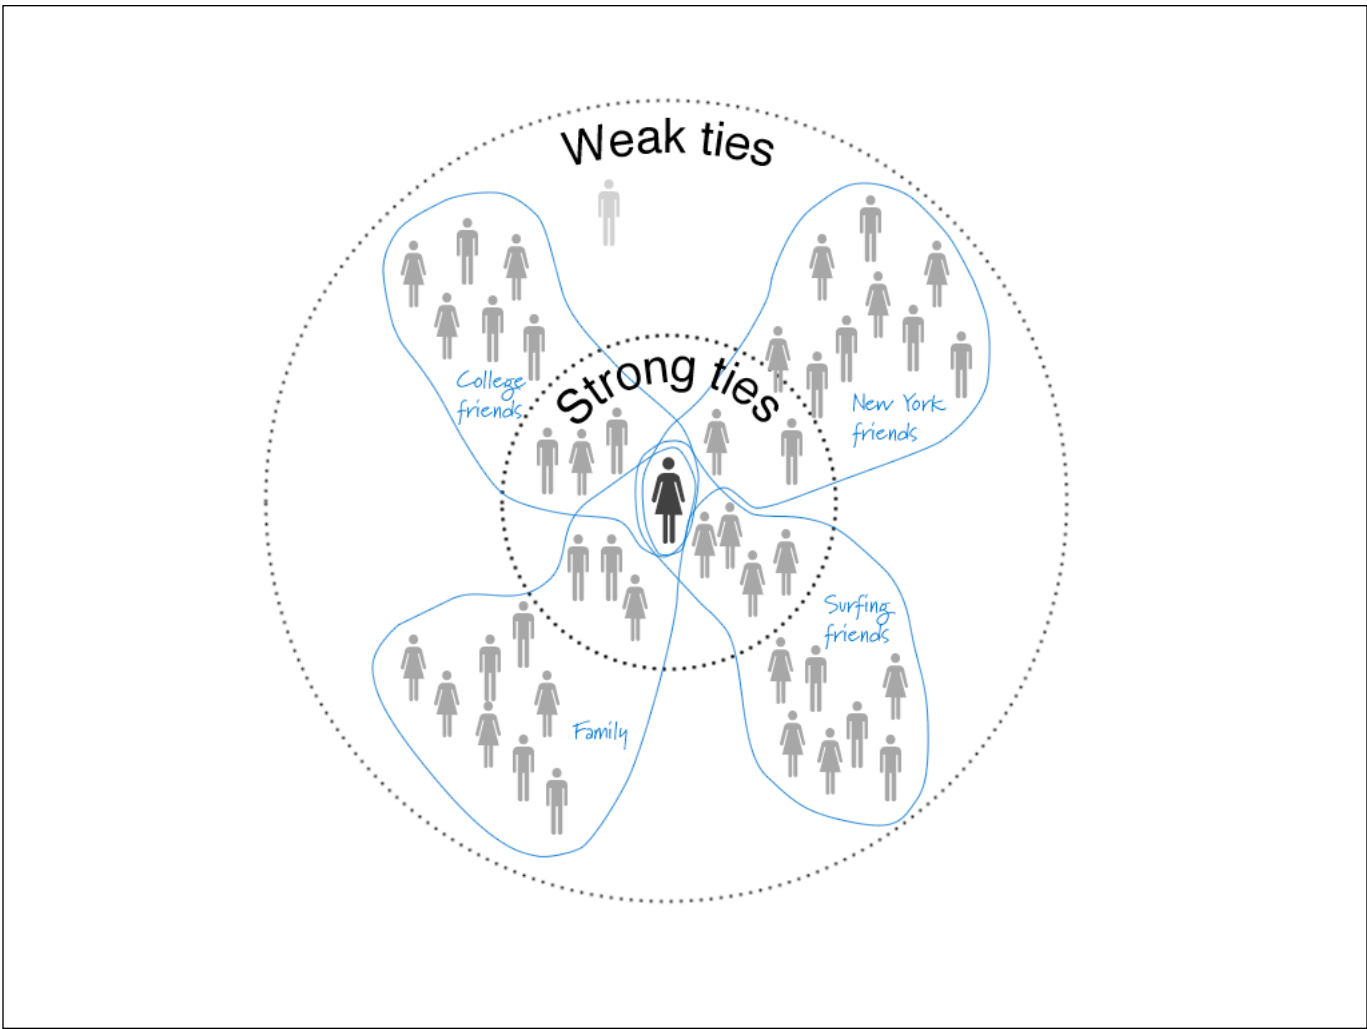 Weak ties
Strong ties
College
friends
New York
friends
Surfing
friends
Family